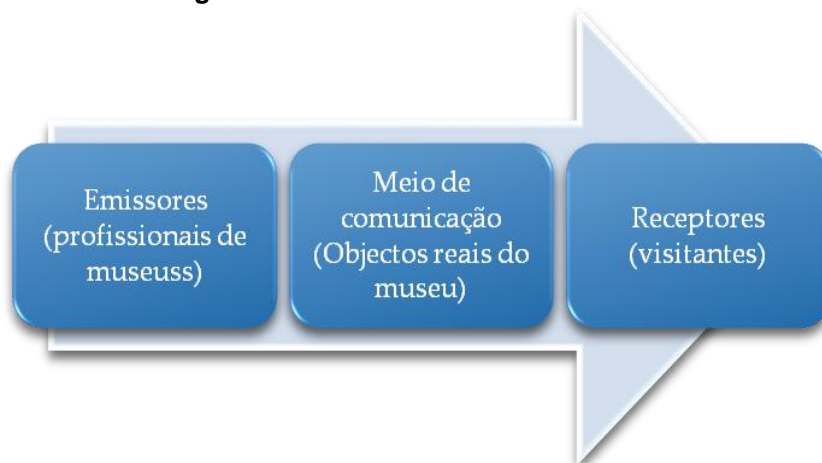 Emissores
(profissionais de
museuss)
Meio de
comunicação
(Objectos reais do
museu)
Receptores
(visitantes)